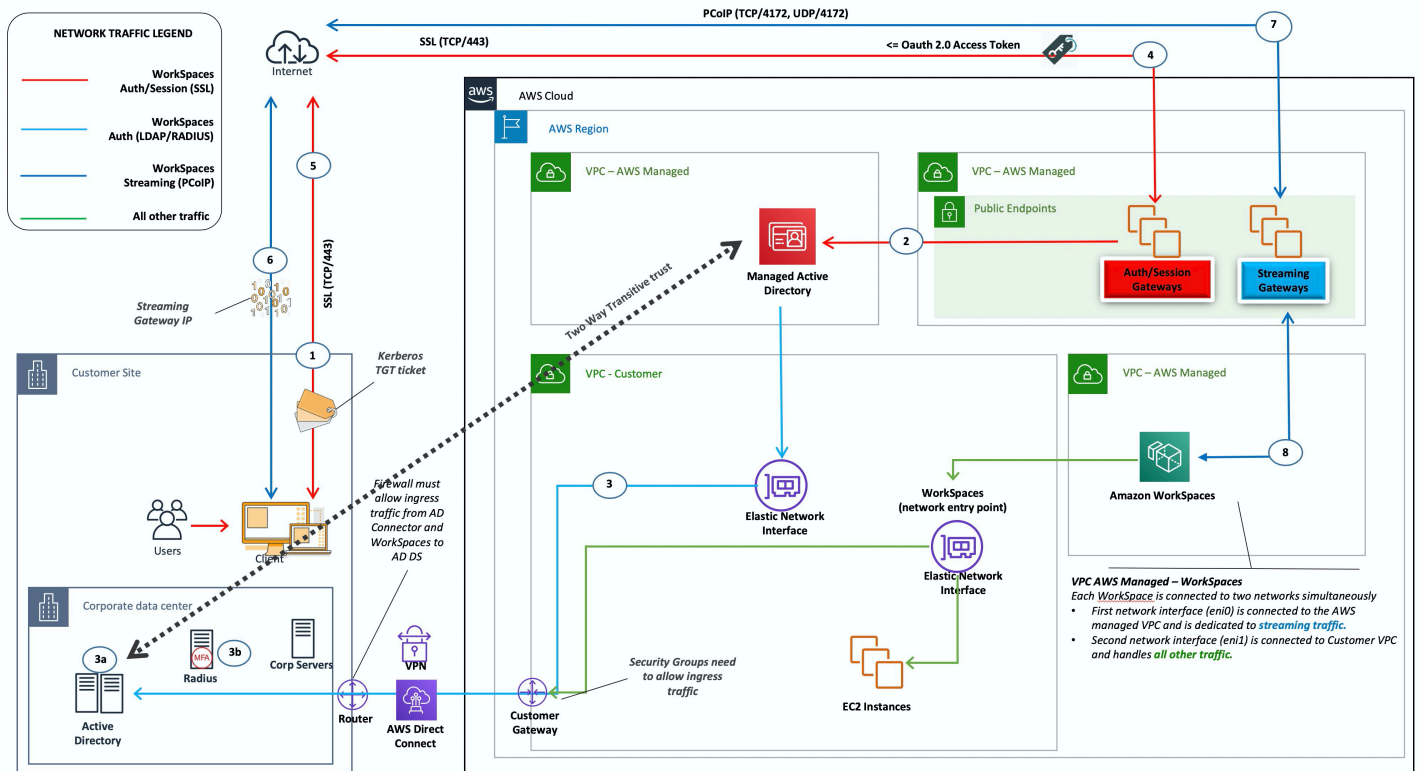 PCoIP (TCP/4172, UDP/4172)
7
NETWORK TRAFFIC LEGEND
WorkSpaces
Auth/Session (SSL)
WorkSpaces
Auth (LDAP/RADIUS)
WorkSpaces
Streaming (PCoIP)
All other traffic
Internet
SSL (TCP/443)
<= Oauth 2.0 Access Token
4
aws
AWS Cloud
AWS Region
VPC – AWS Managed
VPC – AWS Managed
Public Endpoints
5
6
SSL (TCP/443)
Streaming
Gateway IP
1
Kerberos
TGT ticket
Two Way Transitive trust
Managed Active
Directory
2
Auth/Session
Gateways
Streaming
Gateways
Customer Site
VPC - Customer
VPC – AWS Managed
8
Amazon WorkSpaces
Firewall must
allow ingress
traffic from AD
Connector and
WorkSpaces to
AD DS
Users
Client
3
Elastic Network
Interface
WorkSpaces
(network entry point)
Elastic Network
Interface
VPC AWS Managed – WorkSpaces
Each WorkSpace is connected to two networks simultaneously
• First network interface (eni0) is connected to the AWS
managed VPC and is dedicated to streaming traffic.
• Second network interface (eni1) is connected to Customer VPC
and handles all other traffic.
Corporate data center
3a
MFA
3b
Radius
Corp Servers
Active
Directory
VPN
Router
AWS Direct
Connect
Customer
Gateway
Security Groups need
to allow ingress
traffic
EC2 Instances